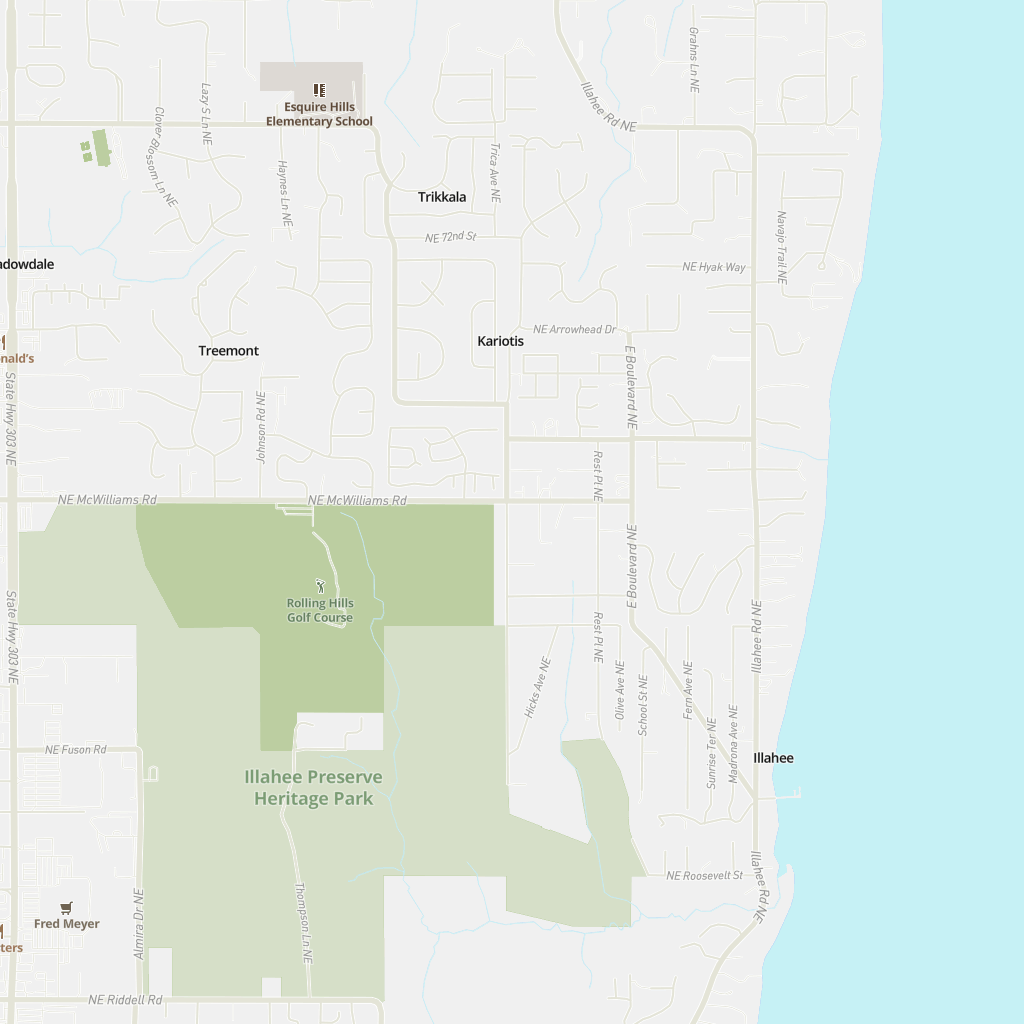 Grahns Ln NE
Illahee Rd NE
Lazy S Ln NE
Esquire Hills
Elementary School
Clover Blossom Ln NE
Haynes Ln NE
Trica Ave NE
Trikkala
NE 72nd St
Navajo Trail NE
adowdale
NE Hyak Way
NE Arrowhead Dr
Kariotis
Treemont
onald's
State Hwy 303 NE
E Boulevard NE
Johnson Rd NE
Rest Pl NE
NE McWilliams Rd
NE McWilliams Rd
E Boulevard NE
Rolling Hills
Golf Course
State Hwy 303 NE
Rest Pl NE
Illahee Rd NE
Hicks Ave NE
Olive Ave NE
School St NE
Fern Ave NE
Sunrise Ter NE
Madrona Ave NE
NE Fuson Rd
Illahee
Illahee Preserve
Heritage Park
Illahee Rd NE
NE Roosevelt St
Almira Dr NE
Thompson Ln NE
Fred Meyer
ters
NE Riddell Rd